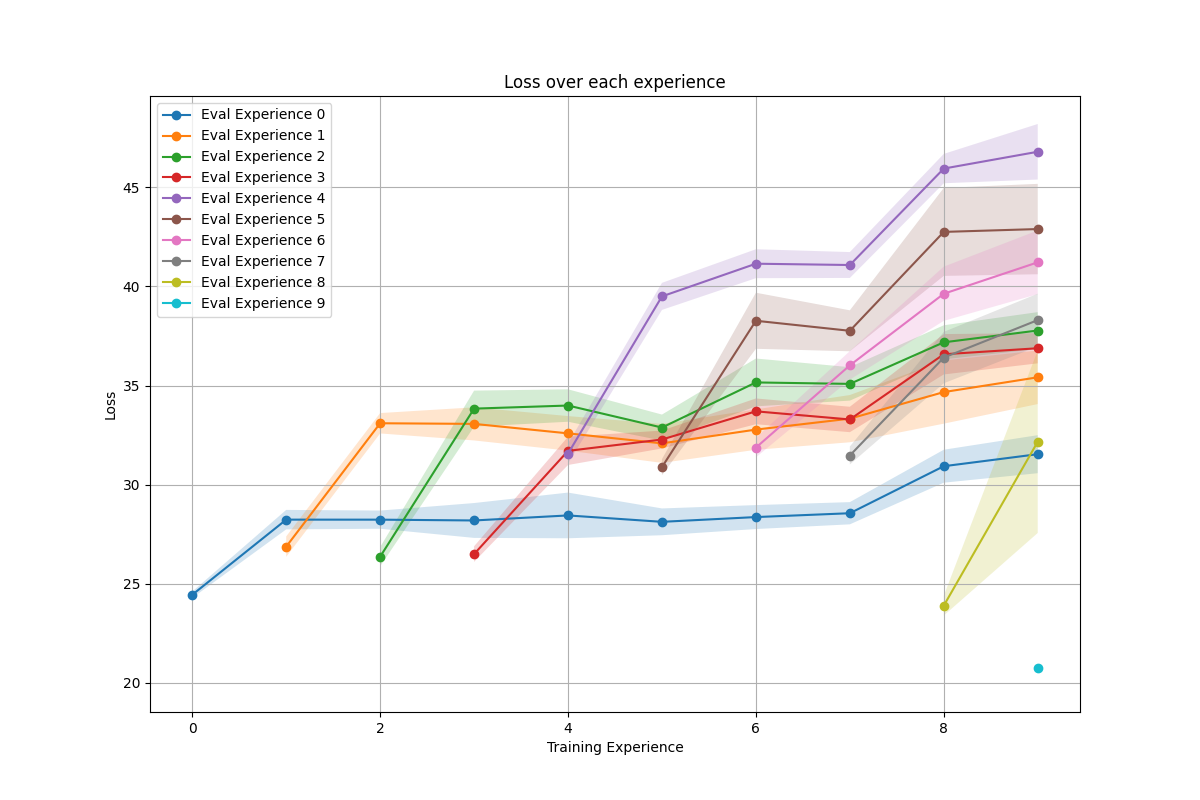 Loss over each experience
Eval Experience 0
Eval Experience 1
Eval Experience 2
Eval Experience 3
Eval Experience 4
Eval Experience 5
Eval Experience 6
Eval Experience 7
Eval Experience 8
Eval Experience 9
45
40
35
30
25
20
Loss
0 2 4 6 8
Training Experience